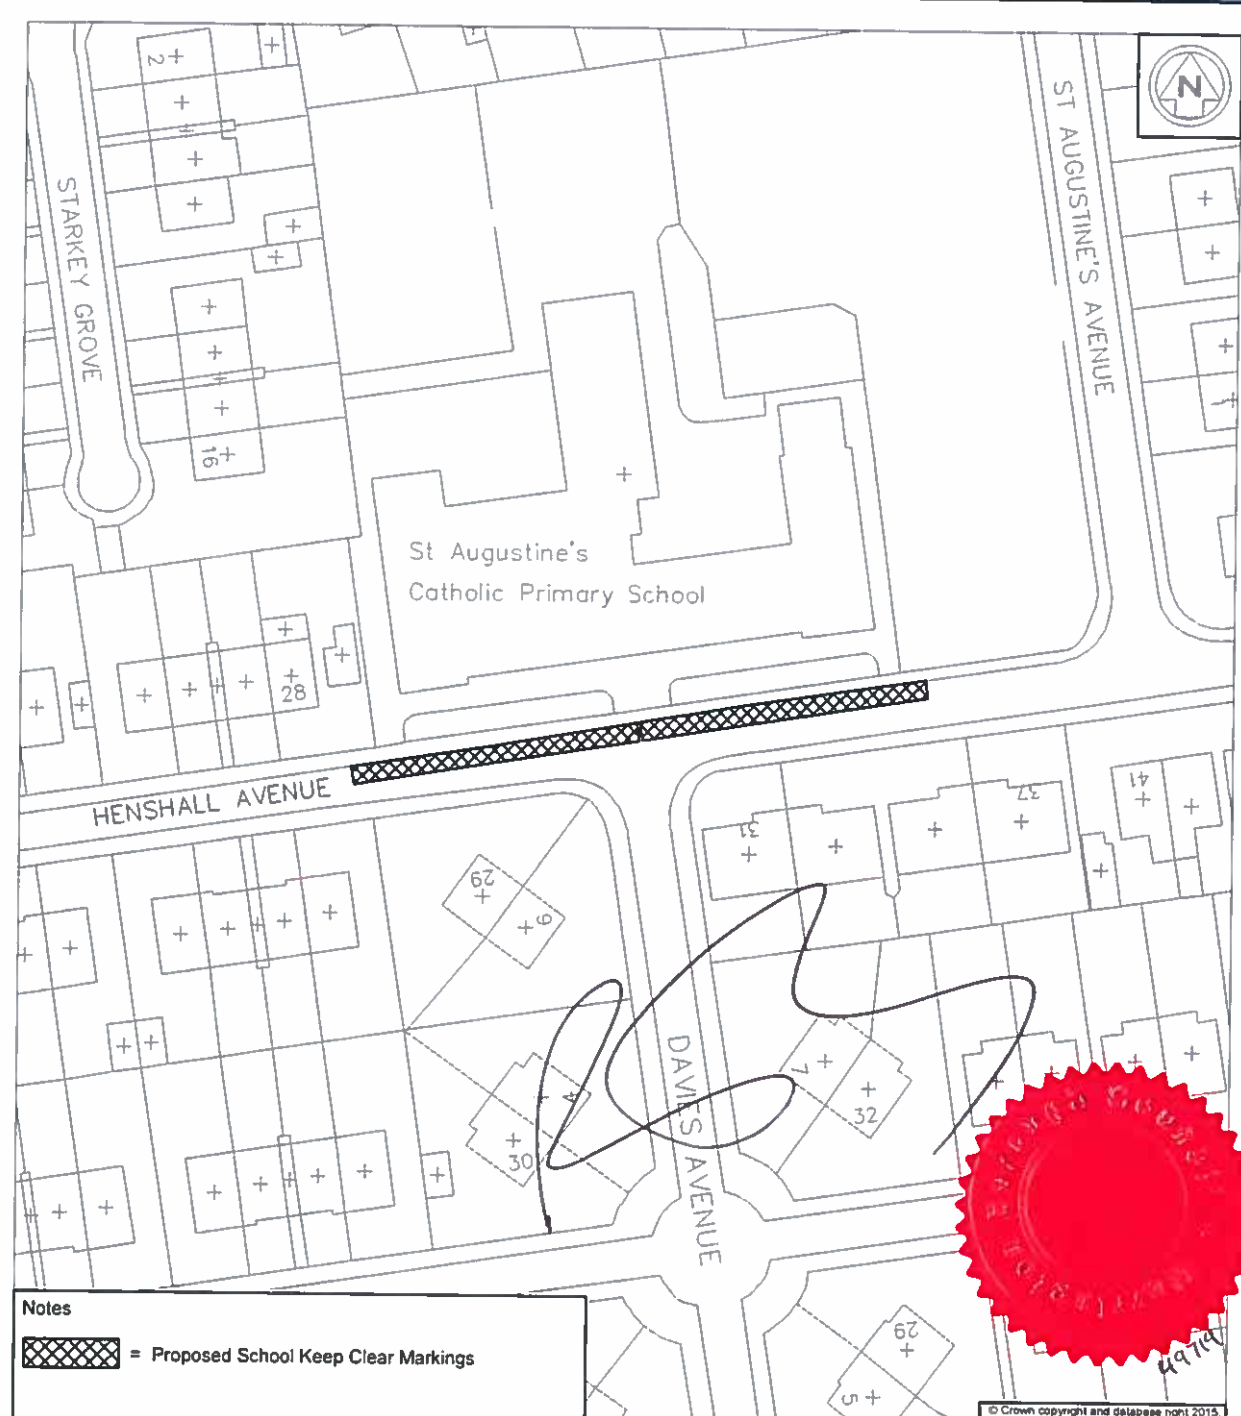 2
N
ST AUGUSTINE'S AVENUE
STARKEY GROVE
16
St Augustine's
Catholic Primary School
28
HENSHALL AVENUE
31
37
41
29
9
DAVIES AVENUE
4
30
7
32
29
5
Notes
= Proposed School Keep Clear Markings
49714
© Crown copyright and database right 2015.